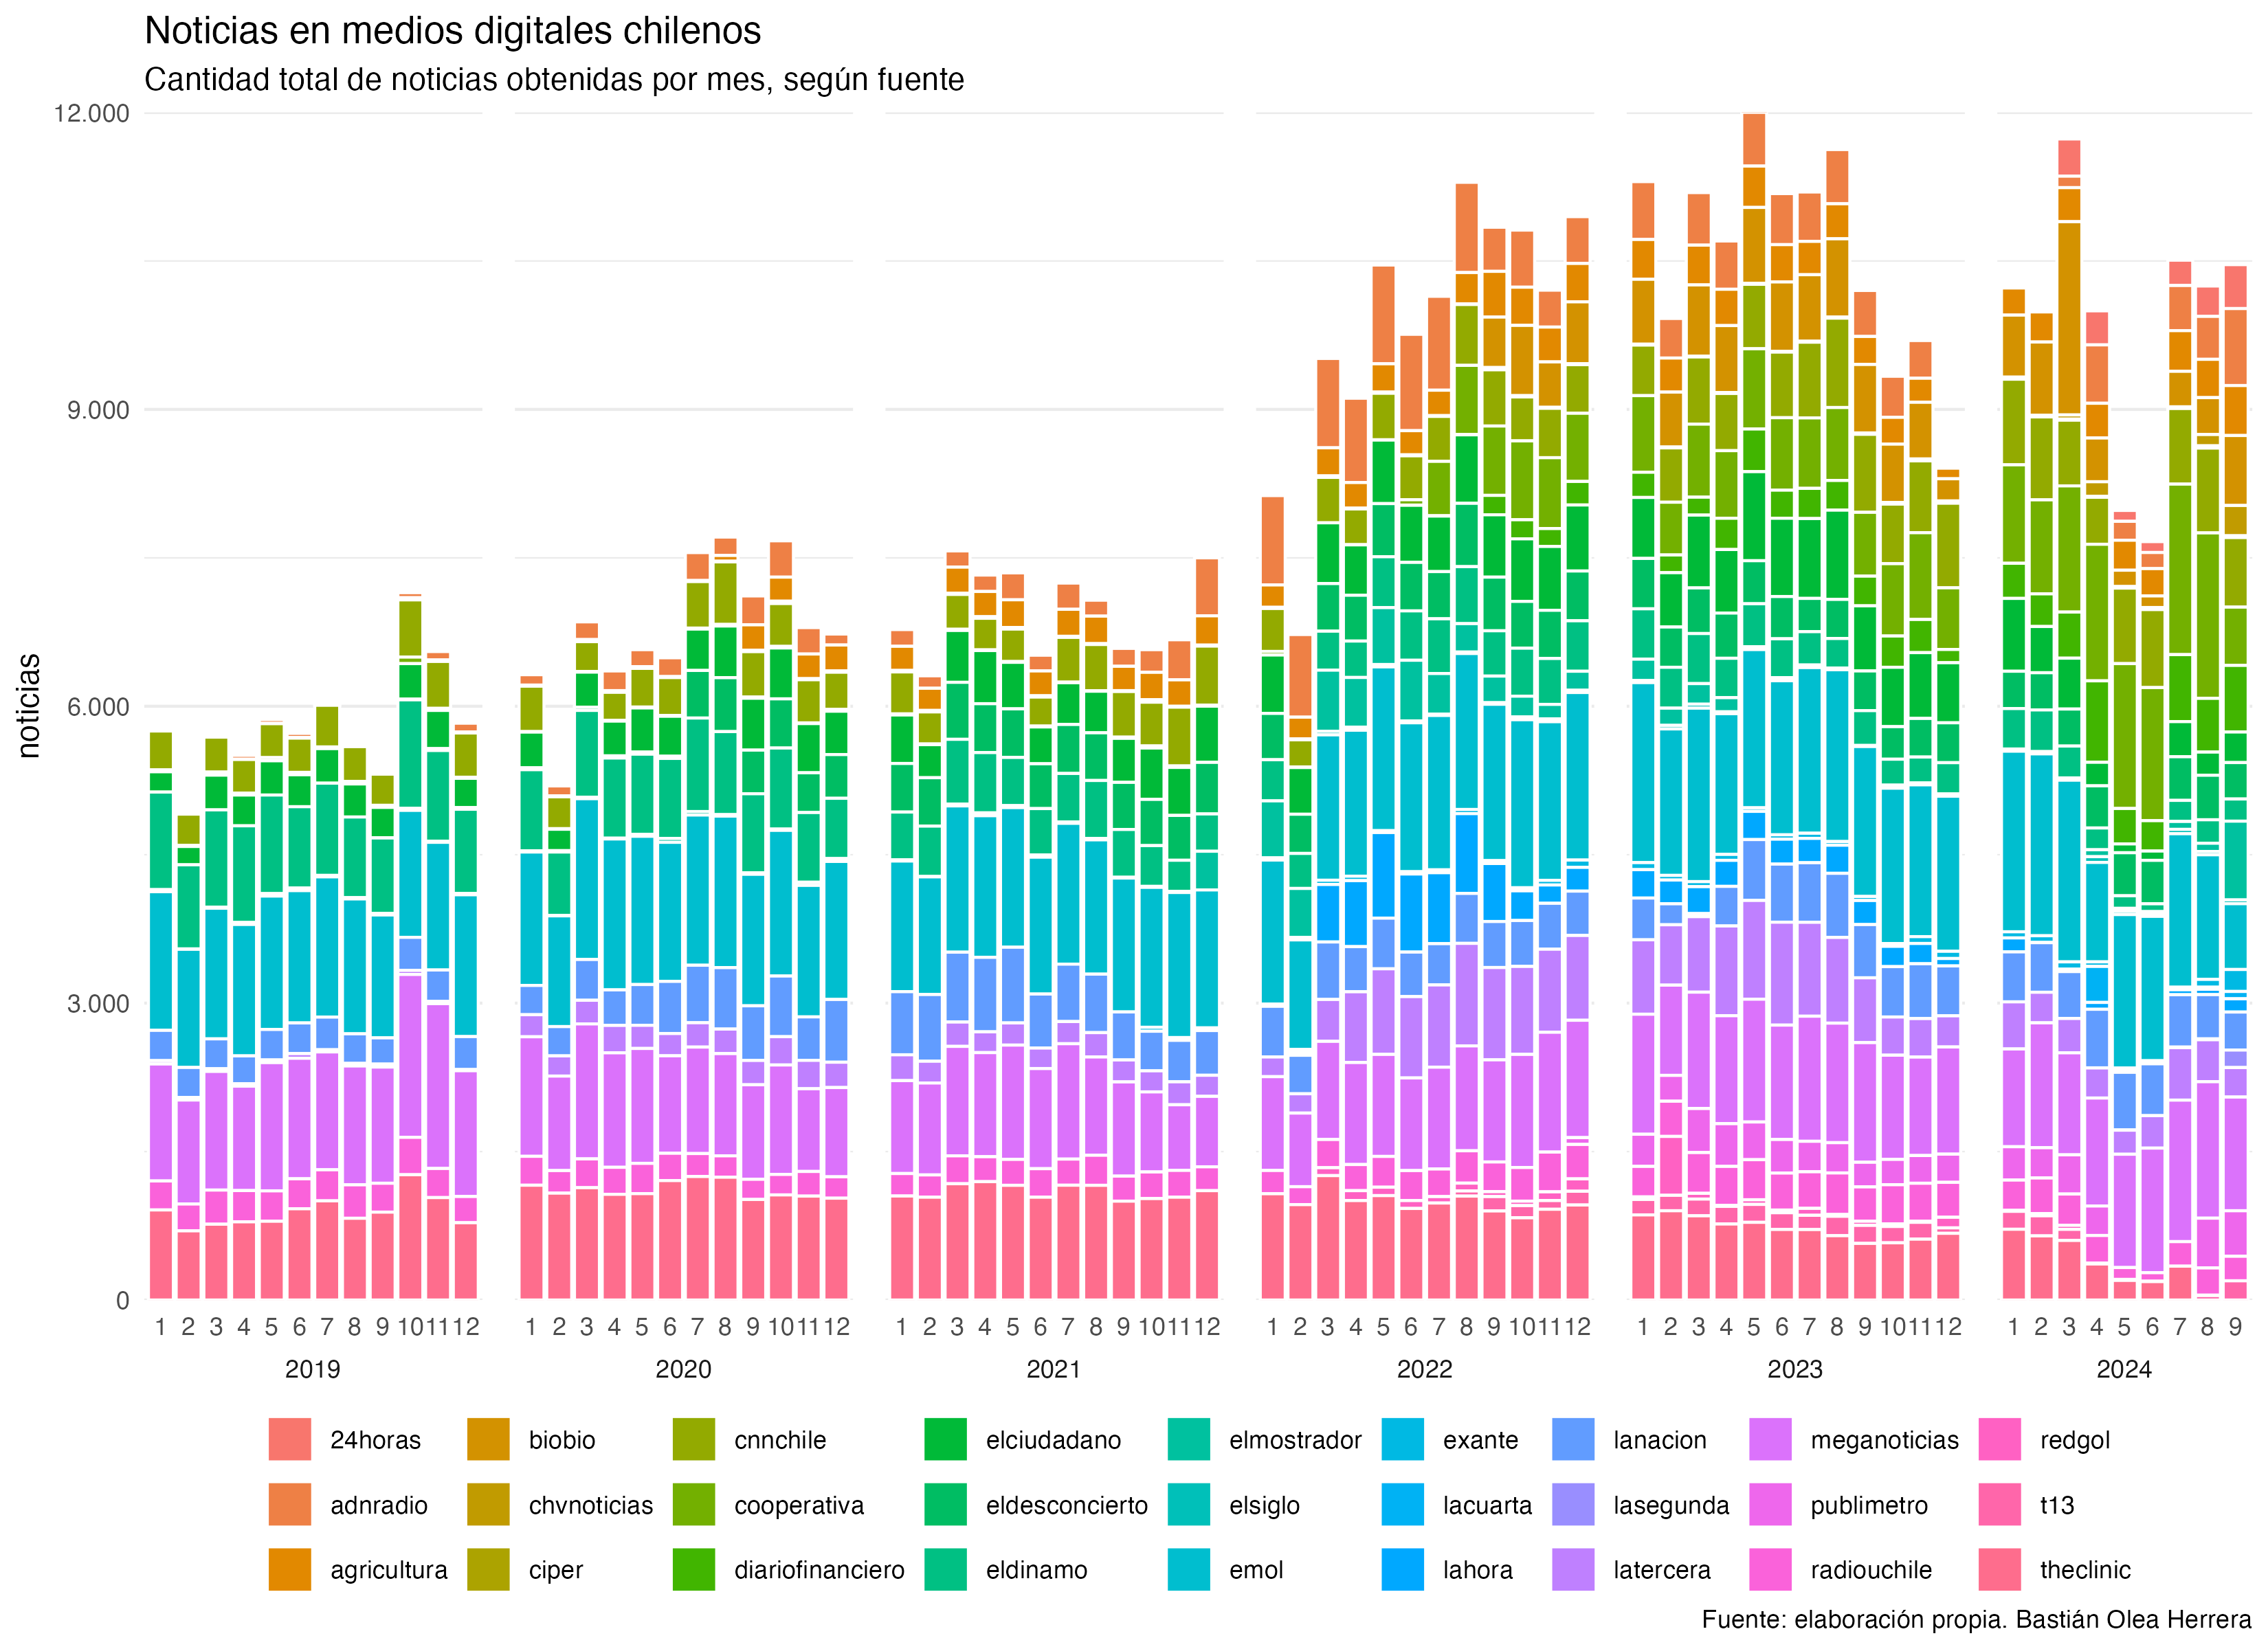 Noticias en medios digitales chilenos
Cantidad total de noticias obtenidas por mes, según fuente
12.000
9.000
6.000
3.000
0
noticias
1 2 3 4 5 6 7 8 9 10 11 12
1 2 3 4 5 6 7 8 9 10 11 12
1 2 3 4 5 6 7 8 9 10 11 12
1 2 3 4 5 6 7 8 9 10 11 12
1 2 3 4 5 6 7 8 9 10 11 12
1 2 3 4 5 6 7 8 9
2019 2020 2021 2022 2023 2024
24horas biobio cnnchile elciudadano elmostrador exante lanacion meganoticias redgol
adnradio chvnoticias cooperativa eldesconcierto elsiglo lacuarta lasegunda publimetro t13
agricultura ciper diariofinanciero eldinamo emol lahora latercera radiouchile theclinic
Fuente: elaboración propia. Bastián Olea Herrera